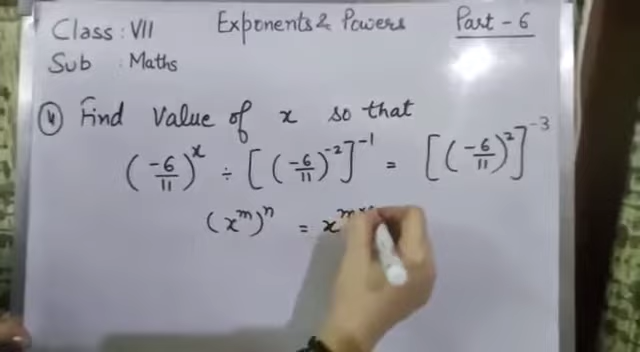 Class : VII Exponents & Powers Part - 6
Sub : Maths
④ Find Value of x so that
(-6/11)^x ÷ [(-6/11)^-2]^-1 = [(-6/11)^2]^-3
(x^m)^n = x^m